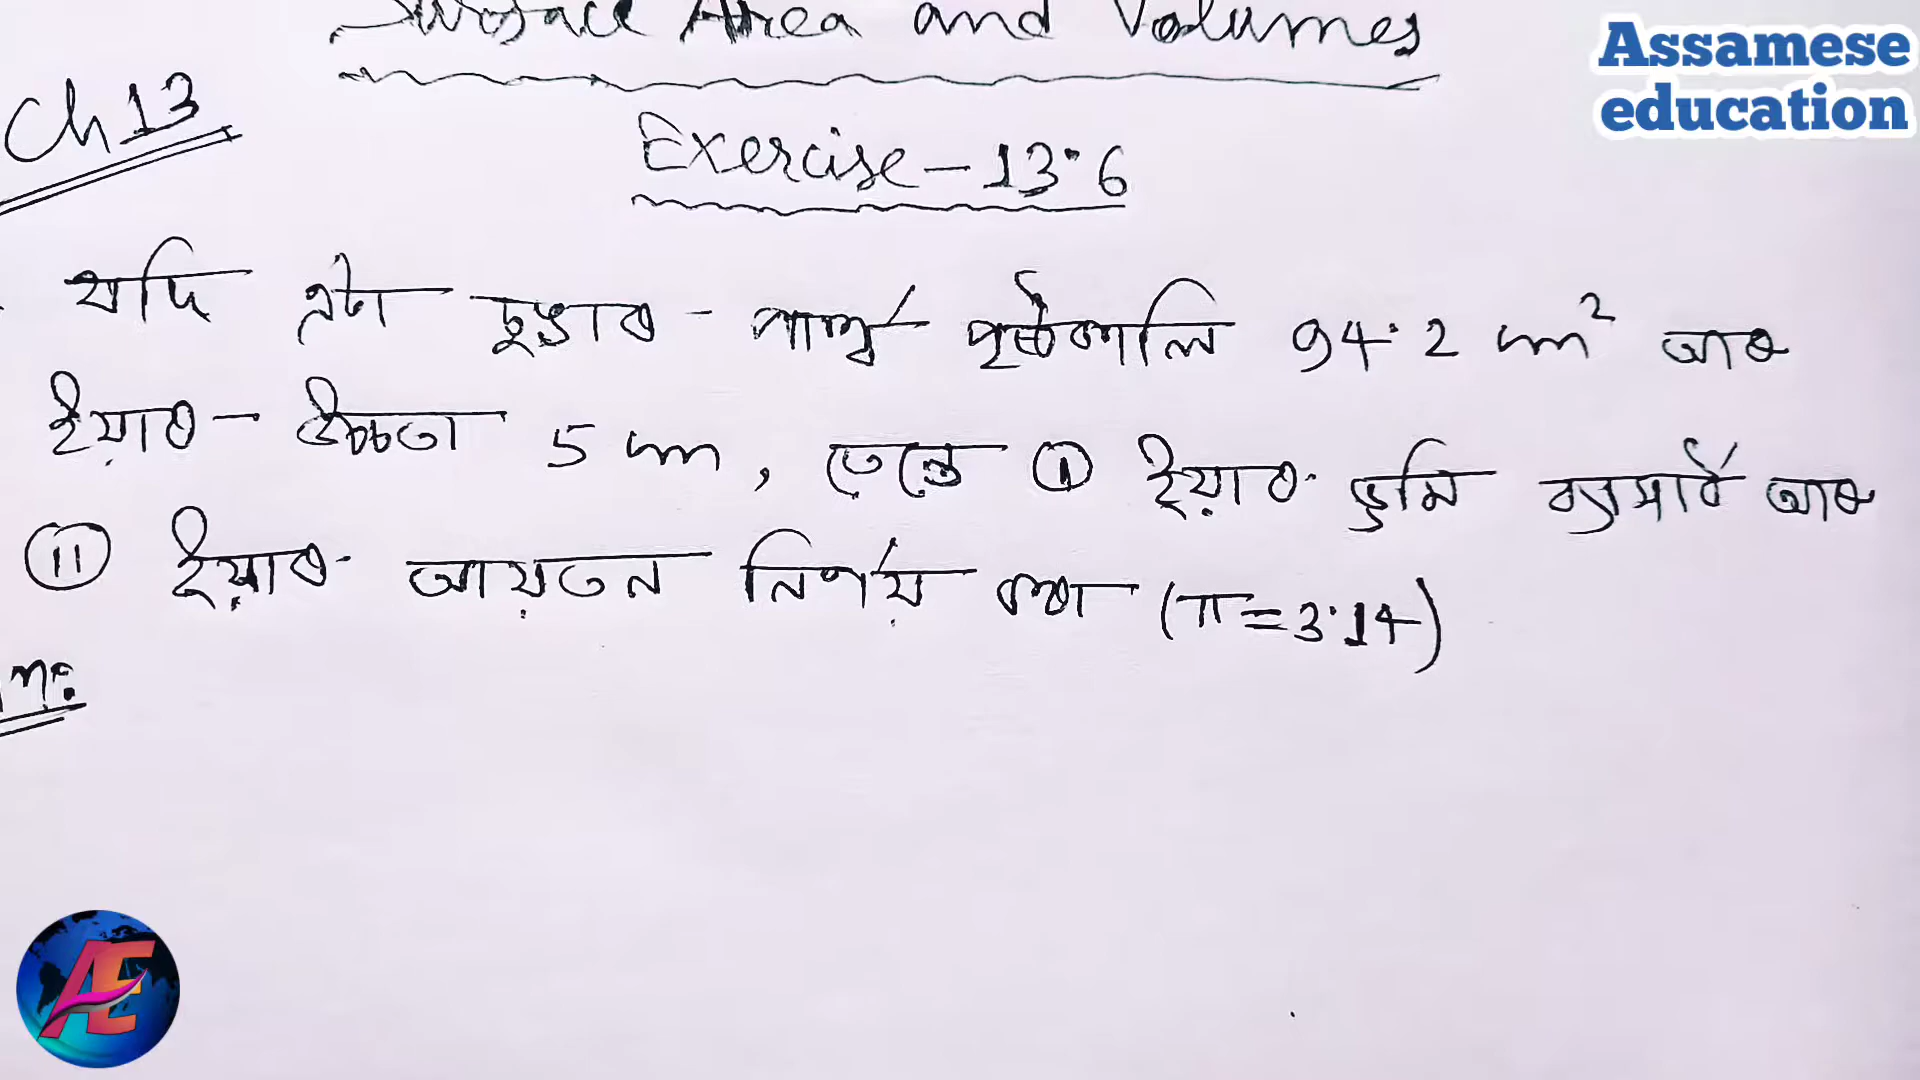 Surface Area and Volumes
Assamese
education
Ch 13
Exercise-13.6
যদি এটা চুঙাৰ পাৰ্শ্ব পৃষ্ঠকালি 94.2 cm² আৰু
ইয়াৰ উচ্চতা 5 cm, তেন্তে (i) ইয়াৰ ভূমি ব্যাসাৰ্ধ আৰু
(ii) ইয়াৰ আয়তন নিৰ্ণয় কৰা (π=3.14)
AE